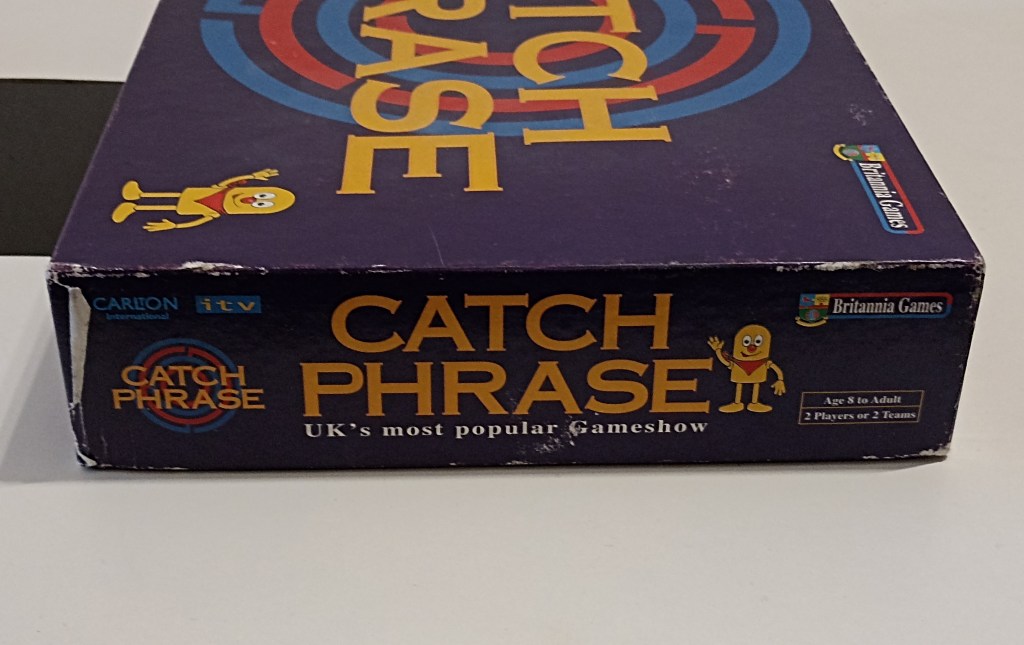 TCH
RASE
Britannia Games
CARLTON
International
itv
CATCH
PHRASE
CATCH
PHRASE
UK's most popular Gameshow
Britannia Games
Age 8 to Adult
2 Players or 2 Teams